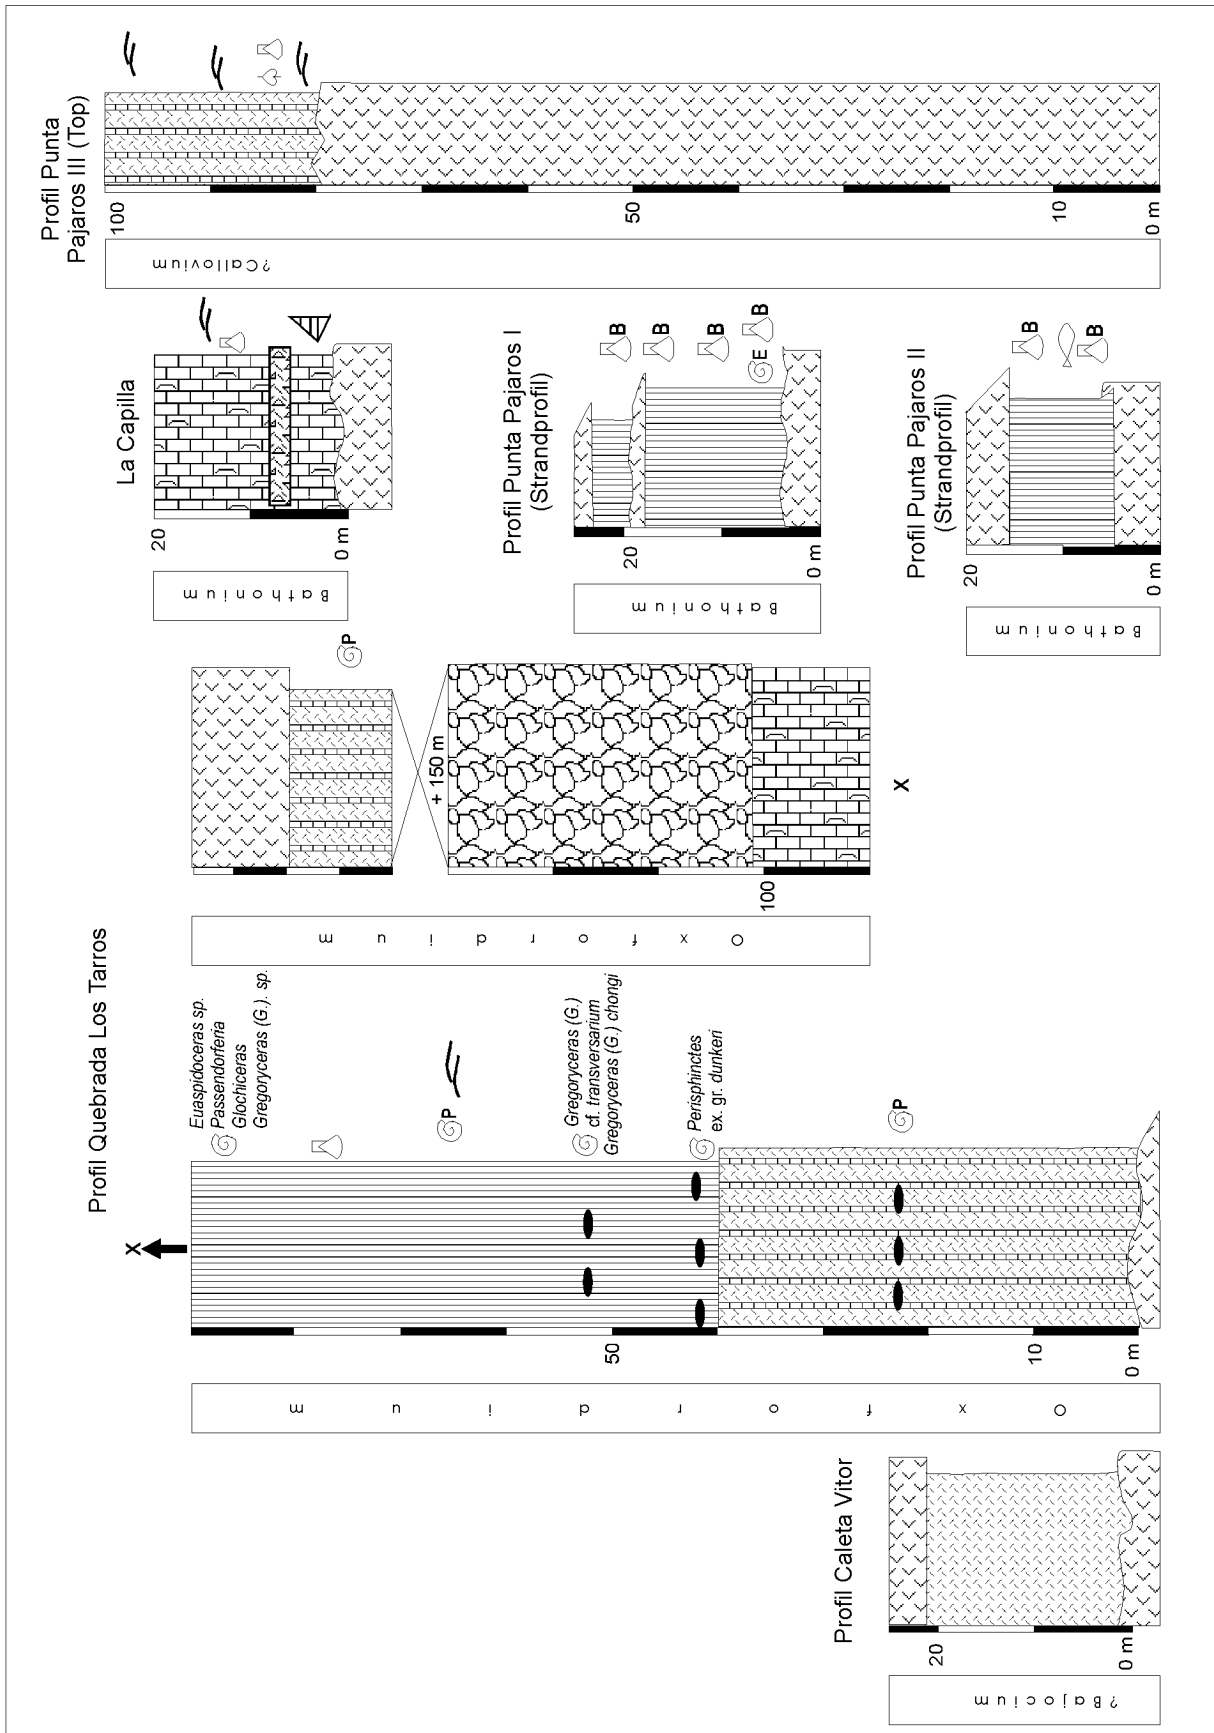 Profil Caleta Vitor
?Bajocium
20
0 m
Profil Quebrada Los Tarros
Oxfordium
X
50
10
0 m
Euaspidoceras sp.
Passendorferia
Glochiceras
Gregoryceras (G.). sp.
P
Gregoryceras (G.)
cf. transversarium
Gregoryceras (G.) chongi
Perisphinctes
ex. gr. dunkeri
P
Oxfordium
P
+ 150 m
100
X
La Capilla
Bathonium
20
0 m
Profil Punta Pajaros I
(Strandprofil)
Bathonium
20
0 m
B
B
B
B
E
Profil Punta Pajaros II
(Strandprofil)
Bathonium
20
0 m
B
B
Profil Punta
Pajaros III (Top)
?Callovium
100
50
10
0 m